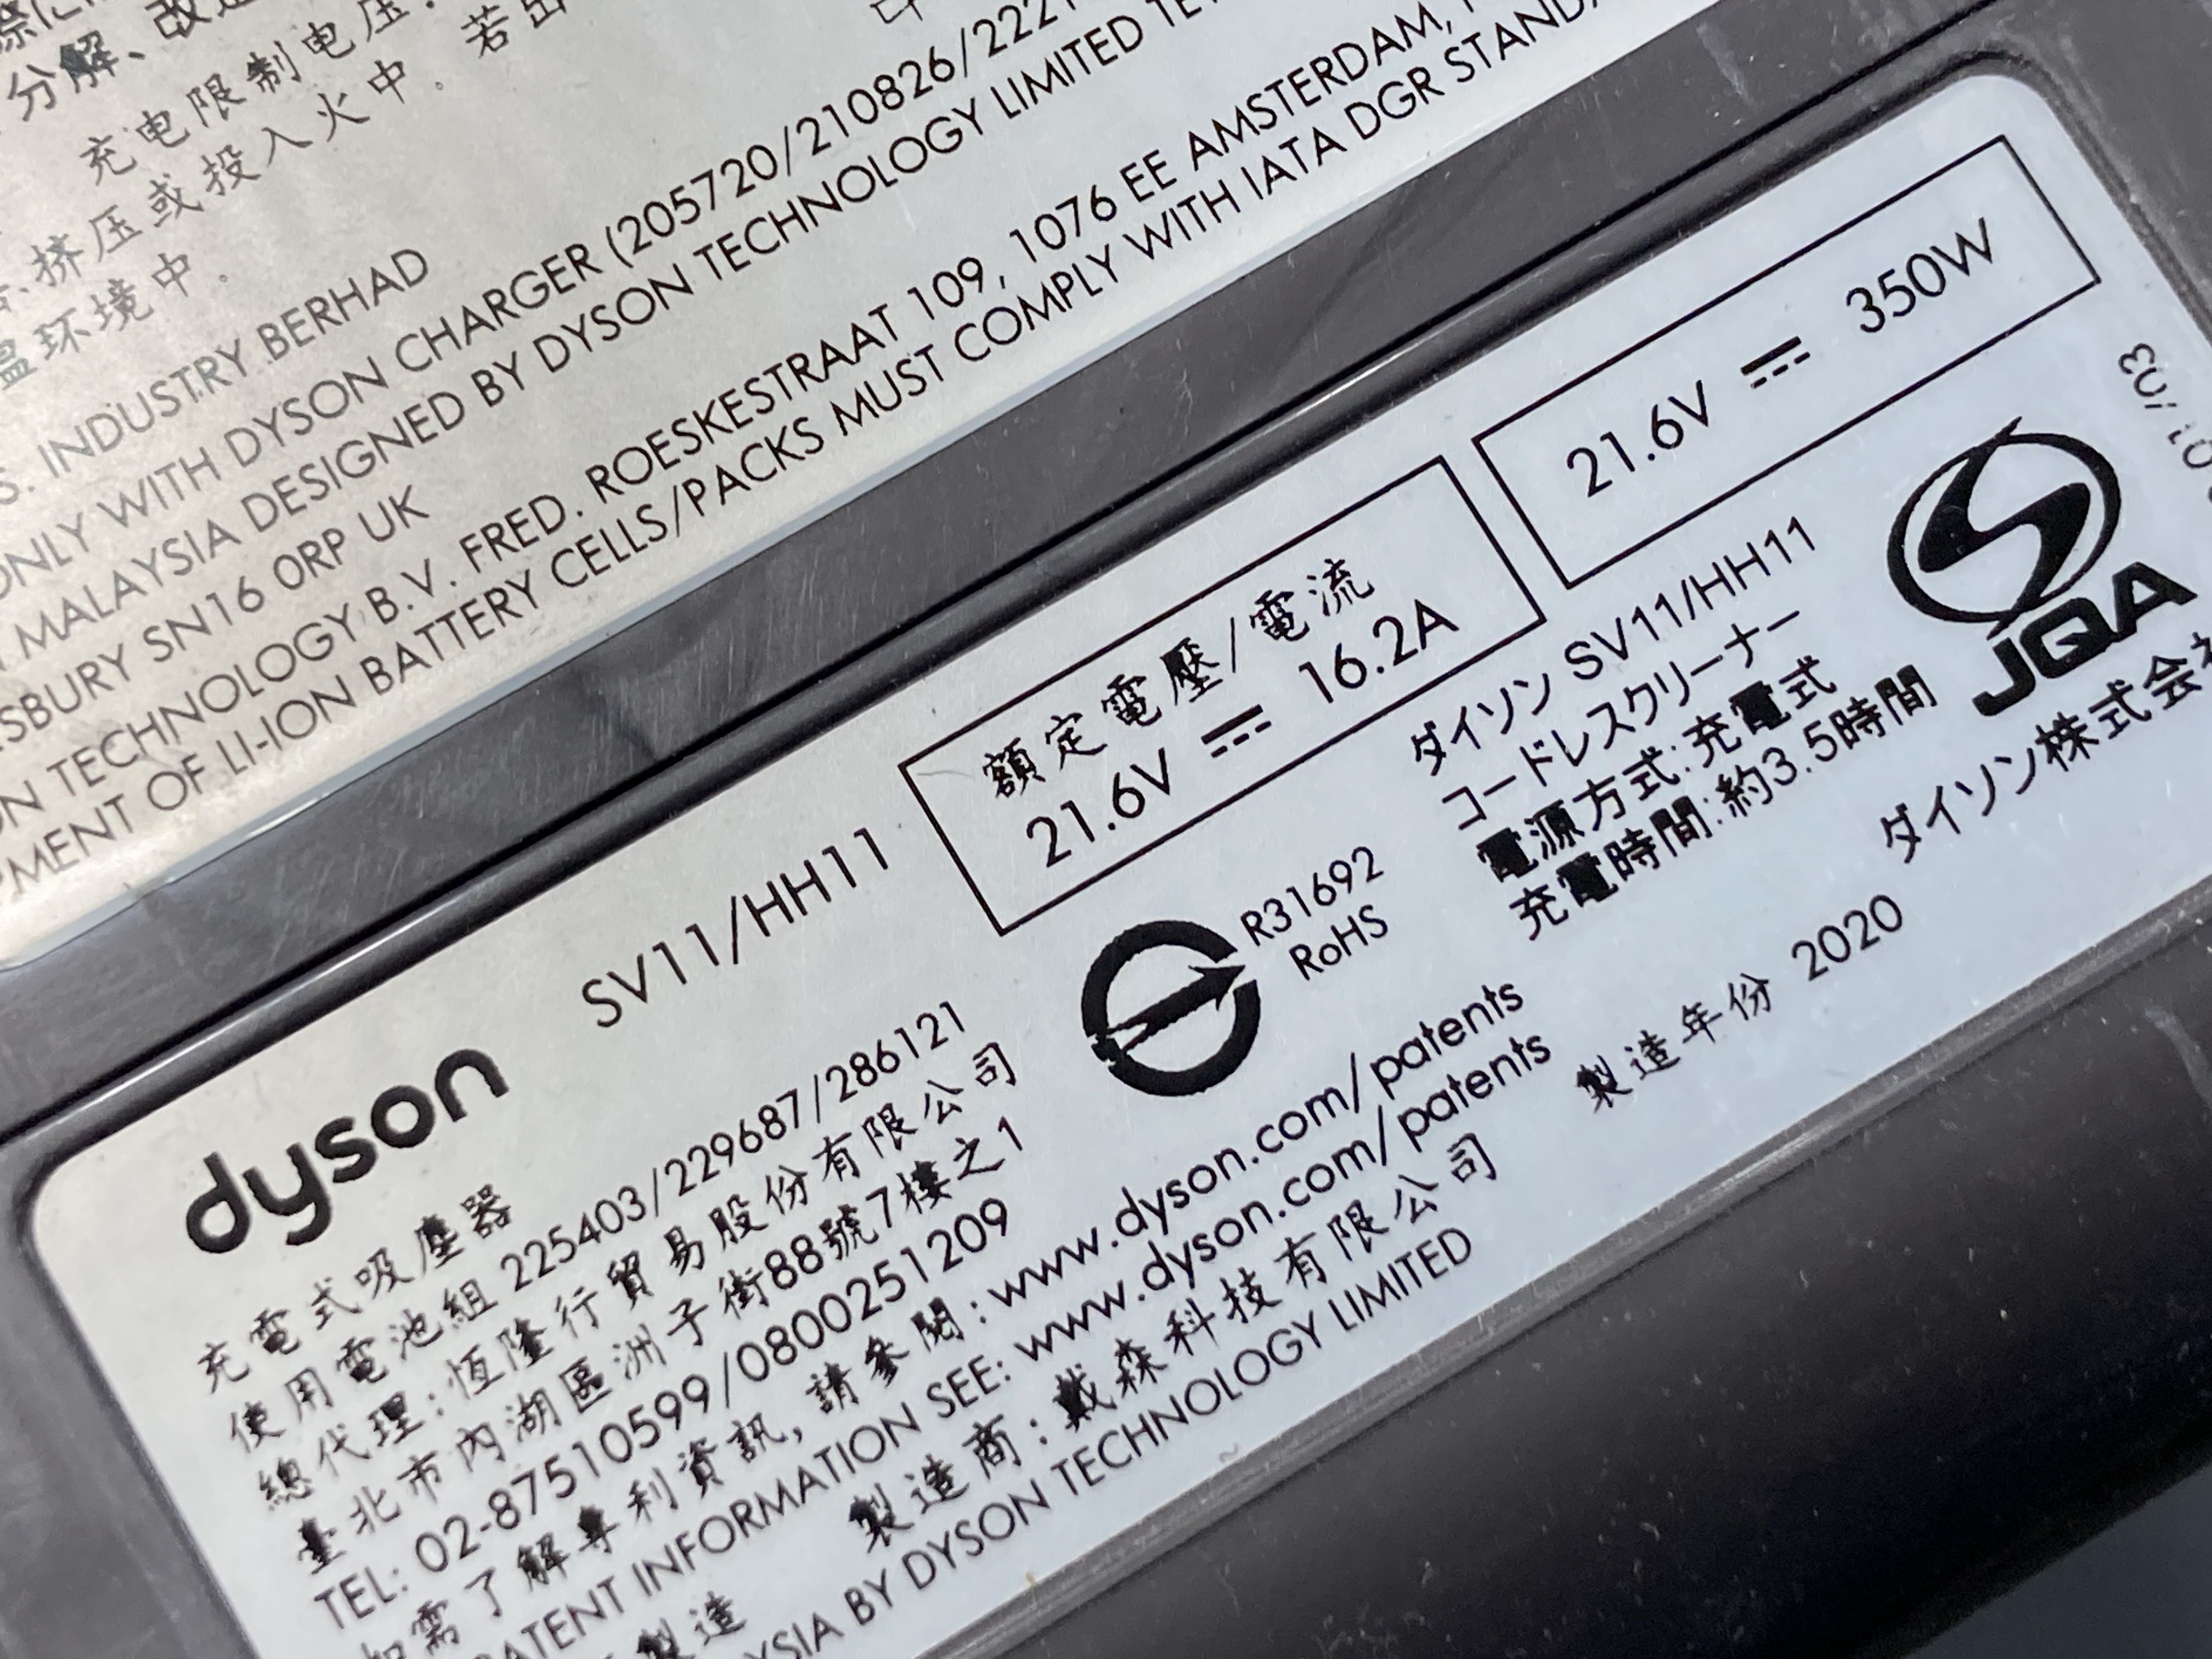 分解、改
充电限制电压.
挤压或投入火中. 若出
温环境中.
INDUSTRY BERHAD
ONLY WITH DYSON CHARGER (205720/210826/222
MALAYSIA DESIGNED BY DYSON TECHNOLOGY LIMITED TE
SN16 0RP UK
TECHNOLOGY B.V. FRED. ROESKESTRAAT 109, 1076 EE AMSTERDAM,
OF LI-ION BATTERY CELLS/PACKS MUST COMPLY WITH IATA DGR
dyson
SV11/HH11
額定電壓/電流
21.6V ⎓ 16.2A
21.6V ⎓ 350W
充電式吸塵器
使用電池組 225403/229687/286121
總代理:恆隆行貿易股份有限公司
臺北市內湖區洲子街88號7樓之1
TEL: 02-87510599/0800251209
如需了解專利資訊, 請參閱: www.dyson.com/patents
PATENT INFORMATION SEE: www.dyson.com/patents
製造
製造商:戴森科技有限公司
BY DYSON TECHNOLOGY LIMITED
R31692
RoHS
ダイソン SV11/HH11
コードレスクリーナー
電源方式:充電式
充電時間:約3.5時間
JQA
ダイソン株式会
製造年份 2020